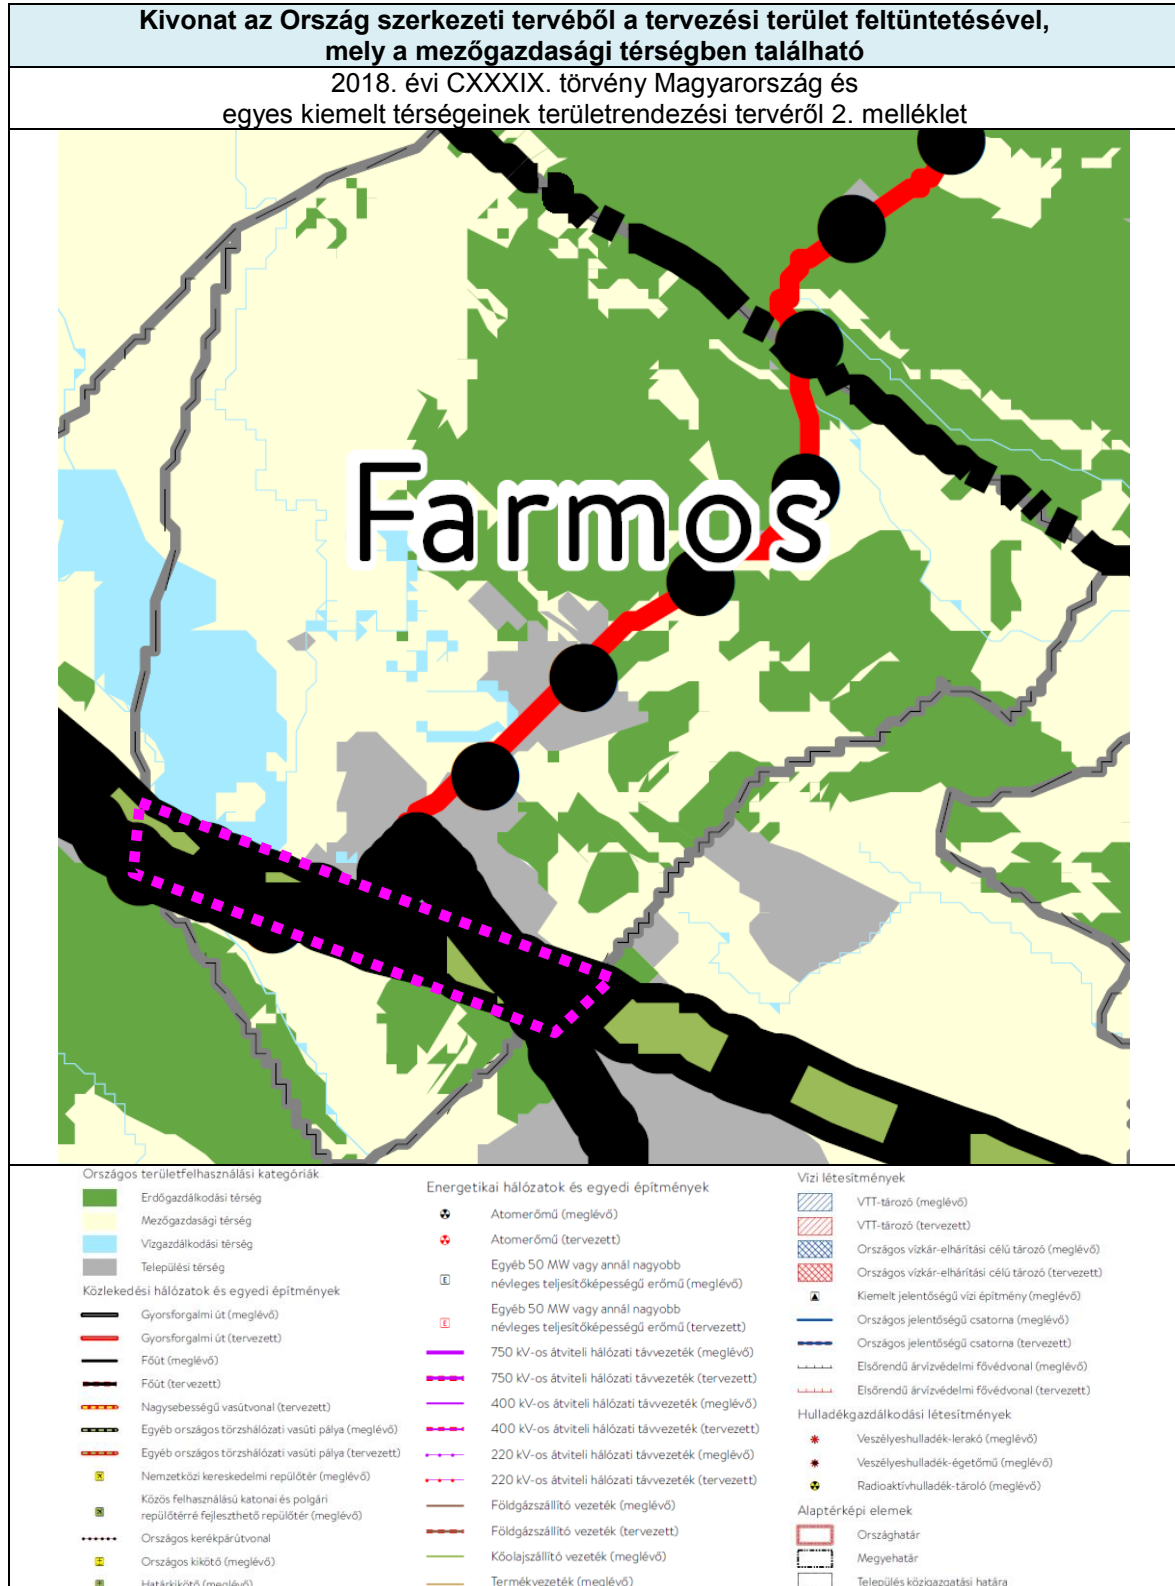 Kivonat az Ország szerkezeti tervéből a tervezési terület feltüntetésével,
mely a mezőgazdasági térségben található
2018. évi CXXXIX. törvény Magyarország és
egyes kiemelt térségeinek területrendezési tervéről 2. melléklet
Farmos
Országos területfelhasználási kategóriák
Erdőgazdálkodási térség
Mezőgazdasági térség
Vízgazdálkodási térség
Települési térség
Közlekedési hálózatok és egyedi építmények
Gyorsforgalmi út (meglévő)
Gyorsforgalmi út (tervezett)
Főút (meglévő)
Főút (tervezett)
Nagysebességű vasútvonal (tervezett)
Egyéb országos törzshálózati vasúti pálya (meglévő)
Egyéb országos törzshálózati vasúti pálya (tervezett)
Nemzetközi kereskedelmi repülőtér (meglévő)
Közös felhasználású katonai és polgári
repülőtérré fejleszthető repülőtér (meglévő)
Országos kerékpárútvonal
Országos kikötő (meglévő)
Határkikötő (meglévő)
Energetikai hálózatok és egyedi építmények
Atomerőmű (meglévő)
Atomerőmű (tervezett)
Egyéb 50 MW vagy annál nagyobb
névleges teljesítőképességű erőmű (meglévő)
Egyéb 50 MW vagy annál nagyobb
névleges teljesítőképességű erőmű (tervezett)
750 kV-os átviteli hálózati távvezeték (meglévő)
750 kV-os átviteli hálózati távvezeték (tervezett)
400 kV-os átviteli hálózati távvezeték (meglévő)
400 kV-os átviteli hálózati távvezeték (tervezett)
220 kV-os átviteli hálózati távvezeték (meglévő)
220 kV-os átviteli hálózati távvezeték (tervezett)
Földgázszállító vezeték (meglévő)
Földgázszállító vezeték (tervezett)
Kőolajszállító vezeték (meglévő)
Termékvezeték (meglévő)
Vízi létesítmények
VTT-tározó (meglévő)
VTT-tározó (tervezett)
Országos vízkár-elhárítási célú tározó (meglévő)
Országos vízkár-elhárítási célú tározó (tervezett)
Kiemelt jelentőségű vízi építmény (meglévő)
Országos jelentőségű csatorna (meglévő)
Országos jelentőségű csatorna (tervezett)
Elsőrendű árvízvédelmi fővédvonal (meglévő)
Elsőrendű árvízvédelmi fővédvonal (tervezett)
Hulladékgazdálkodási létesítmények
Veszélyeshulladék-lerakó (meglévő)
Veszélyeshulladék-égetőmű (meglévő)
Radioaktívhulladék-tároló (meglévő)
Alaptérképi elemek
Országhatár
Megyehatár
Település közigazgatási határa